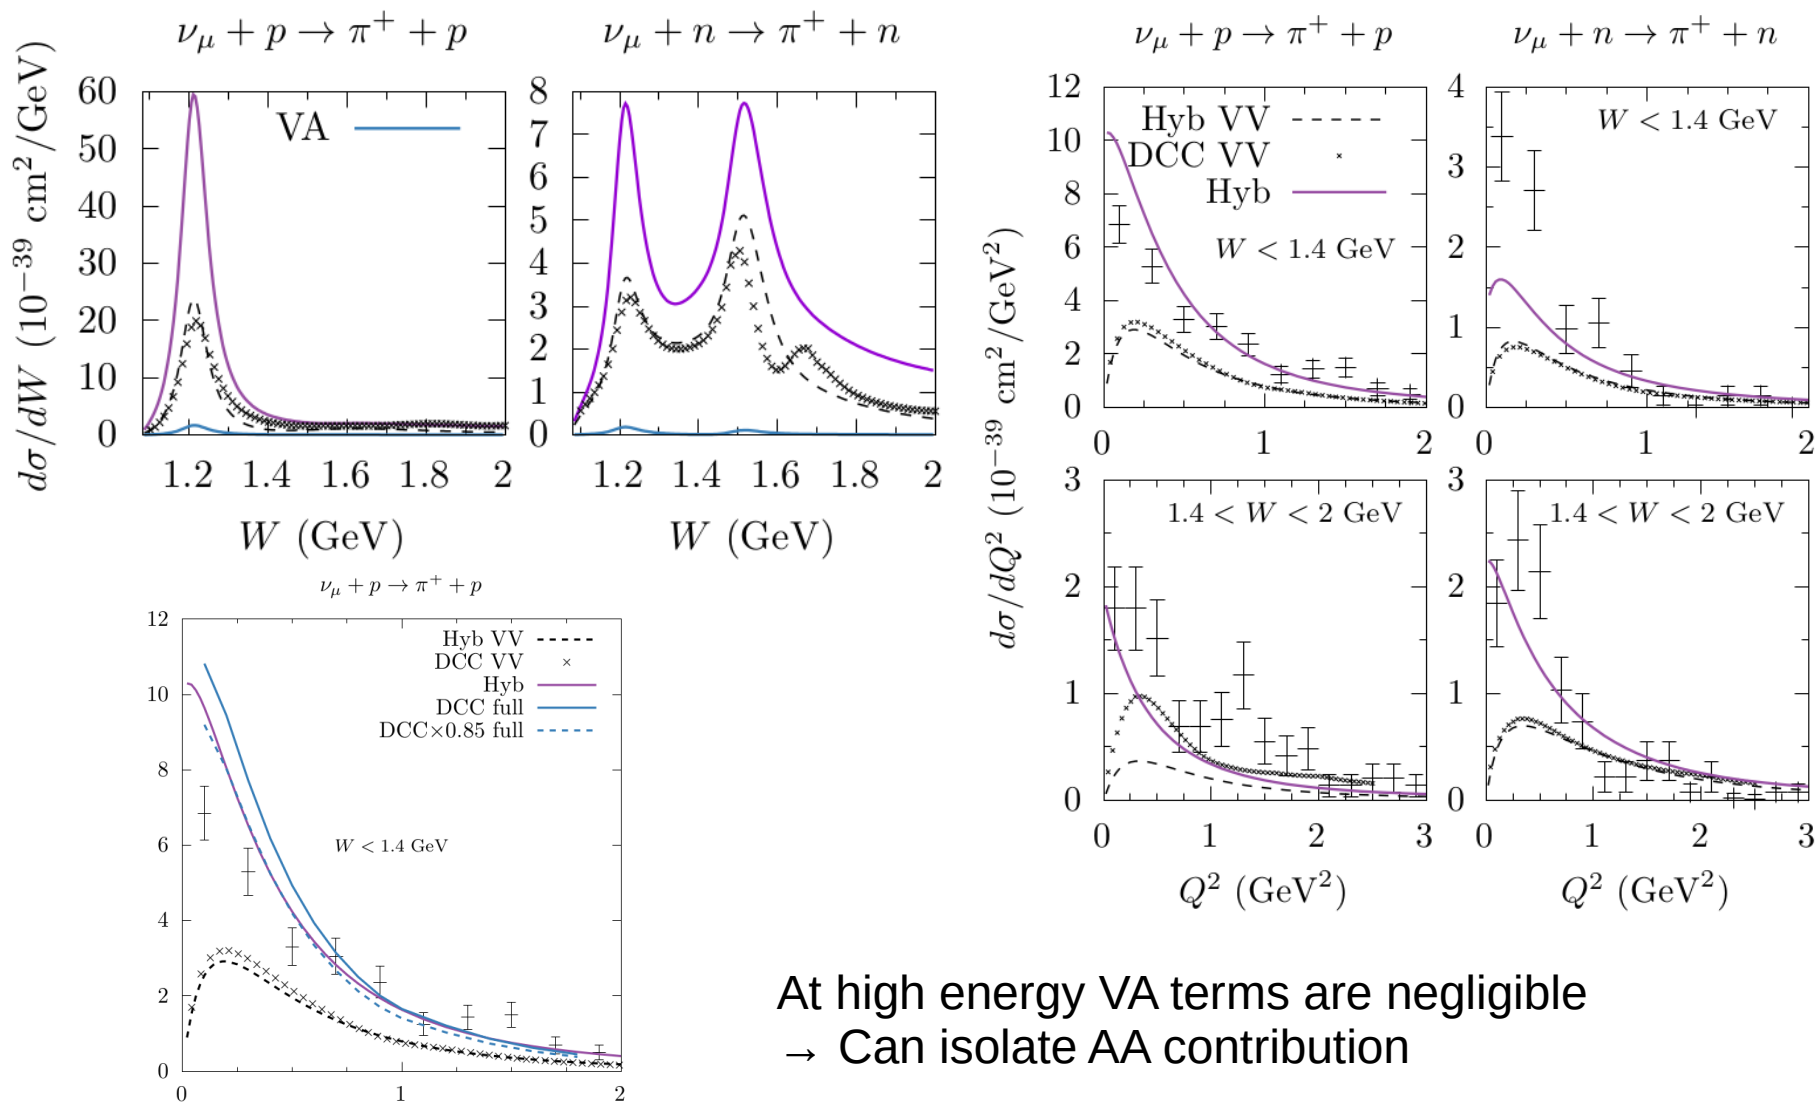 νμ + p → π+ + p
νμ + n → π+ + n
dσ/dW (10−39 cm2/GeV)
60
50
40
30
20
10
0
VA
1.2 1.4 1.6 1.8 2
W (GeV)
8
7
6
5
4
3
2
1
0
1.2 1.4 1.6 1.8 2
W (GeV)
νμ + p → π+ + p
νμ + n → π+ + n
dσ/dQ2 (10−39 cm2/GeV2)
12
10
8
6
4
2
0
Hyb VV
DCC VV
Hyb
W < 1.4 GeV
0 1 2
4
3
2
1
0
W < 1.4 GeV
0 1 2
3
2
1
0
1.4 < W < 2 GeV
0 1 2 3
Q2 (GeV2)
3
2
1
0
1.4 < W < 2 GeV
0 1 2 3
Q2 (GeV2)
νμ + p → π+ + p
12
10
8
6
4
2
0
Hyb VV
DCC VV
Hyb
DCC full
DCC×0.85 full
W < 1.4 GeV
0 1 2
At high energy VA terms are negligible
→ Can isolate AA contribution